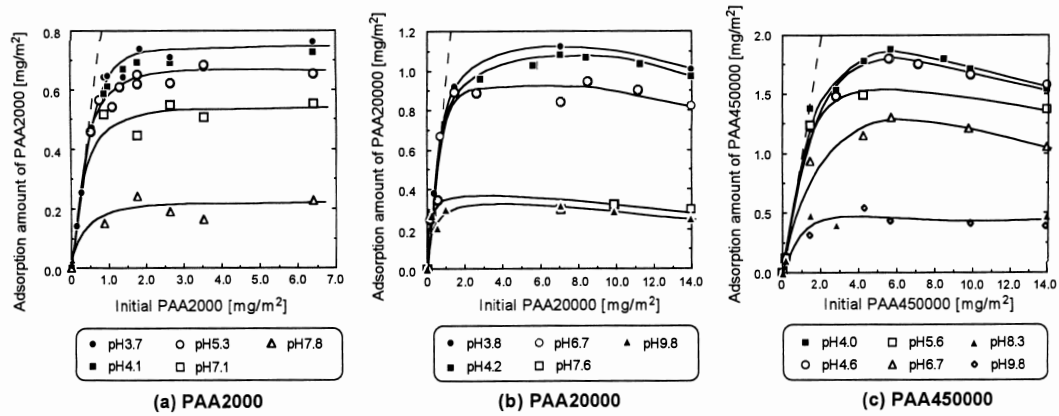 Adsorption amount of PAA2000 [mg/m²]
0.8
0.6
0.4
0.2
0.0
0.0 1.0 2.0 3.0 4.0 5.0 6.0 7.0
Initial PAA2000 [mg/m²]
pH3.7 pH5.3 pH7.8
pH4.1 pH7.1
(a) PAA2000
Adsorption amount of PAA20000 [mg/m²]
1.2
1.0
0.8
0.6
0.4
0.2
0.0
0.0 2.0 4.0 6.0 8.0 10.0 12.0 14.0
Initial PAA20000 [mg/m²]
pH3.8 pH6.7 pH9.8
pH4.2 pH7.6
(b) PAA20000
Adsorption amount of PAA450000 [mg/m²]
2.0
1.5
1.0
0.5
0.0
0.0 2.0 4.0 6.0 8.0 10.0 12.0 14.0
Initial PAA450000 [mg/m²]
pH4.0 pH5.6 pH8.3
pH4.6 pH6.7 pH9.8
(c) PAA450000